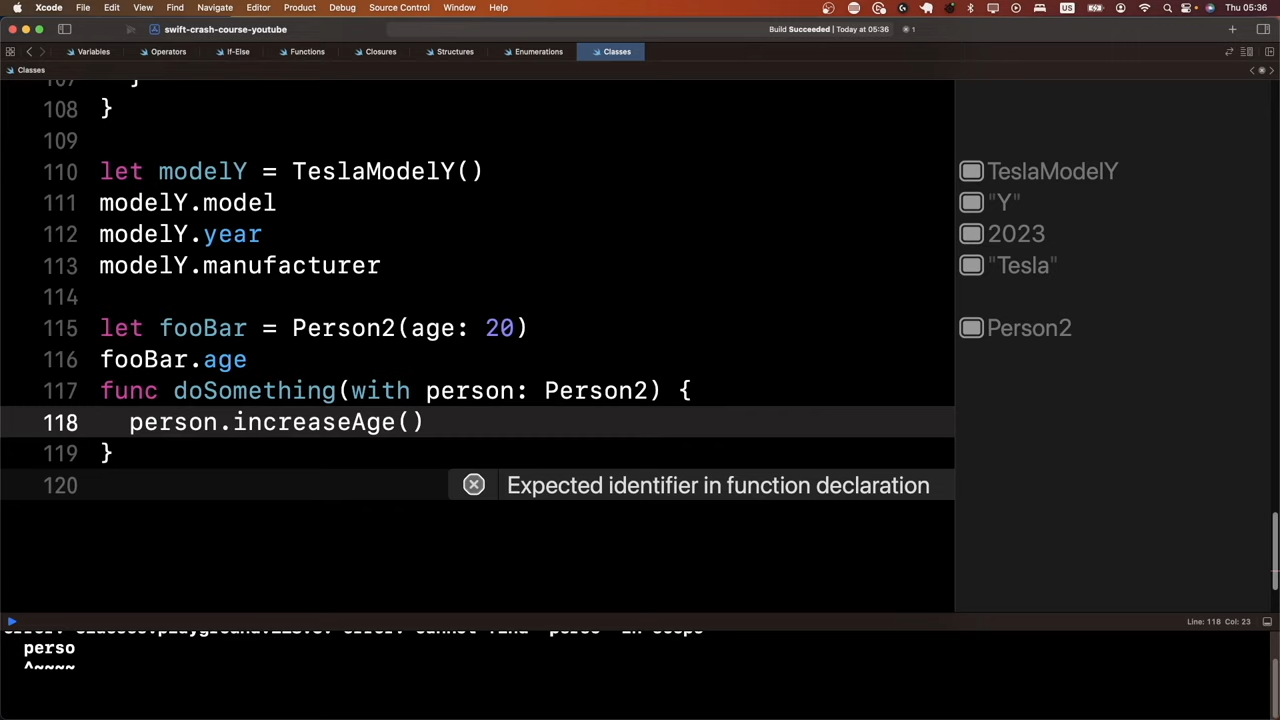 Xcode File Edit View Find Navigate Editor Product Debug Source Control Window Help US Thu 05:36
swift-crash-course-youtube Build Succeeded | Today at 05:36 1
Variables Operators If-Else Functions Closures Structures Enumerations Classes
Classes
107 }
108 }
109
110 let modelY = TeslaModelY() TeslaModelY
111 modelY.model "Y"
112 modelY.year 2023
113 modelY.manufacturer "Tesla"
114
115 let fooBar = Person2(age: 20) Person2
116 fooBar.age
117 func doSomething(with person: Person2) {
118 person.increaseAge()
119 }
120 Expected identifier in function declaration
Line: 118 Col: 23
perso
^~~~~